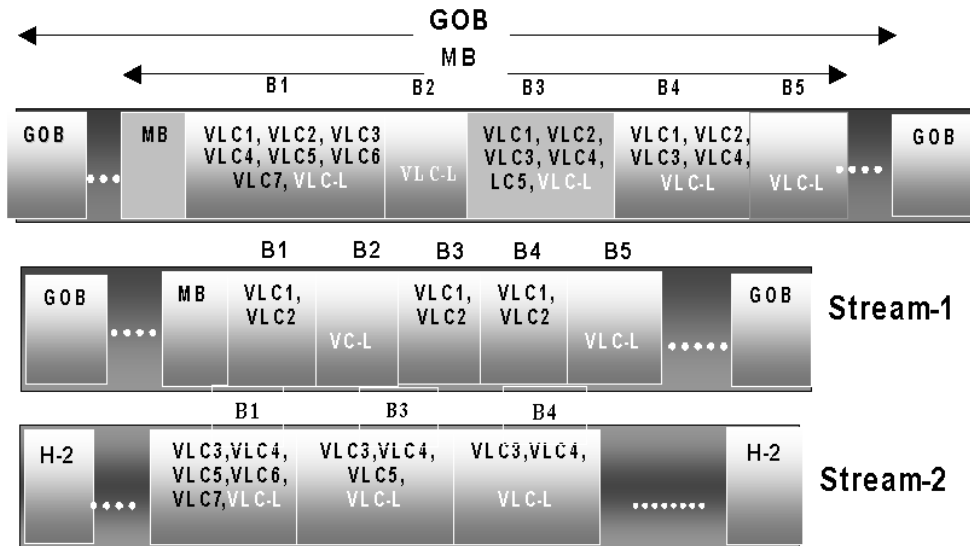 GOB
MB
B1 B2 B3 B4 B5
GOB MB VLC1, VLC2, VLC3 VLC1, VLC2, VLC1, VLC2, GOB
VLC4, VLC5, VLC6 VLC-L VLC3, VLC4, VLC3, VLC4,
VLC7, VLC-L LC5, VLC-L VLC-L VLC-L
B1 B2 B3 B4 B5
GOB MB VLC1, VLC1, VLC1, GOB Stream-1
VLC2 VLC2 VLC2
VC-L VLC-L
B1 B3 B4
H-2 VLC3,VLC4, VLC3,VLC4, VLC3,VLC4, H-2
VLC5,VLC6, VLC5, Stream-2
VLC7,VLC-L VLC-L VLC-L